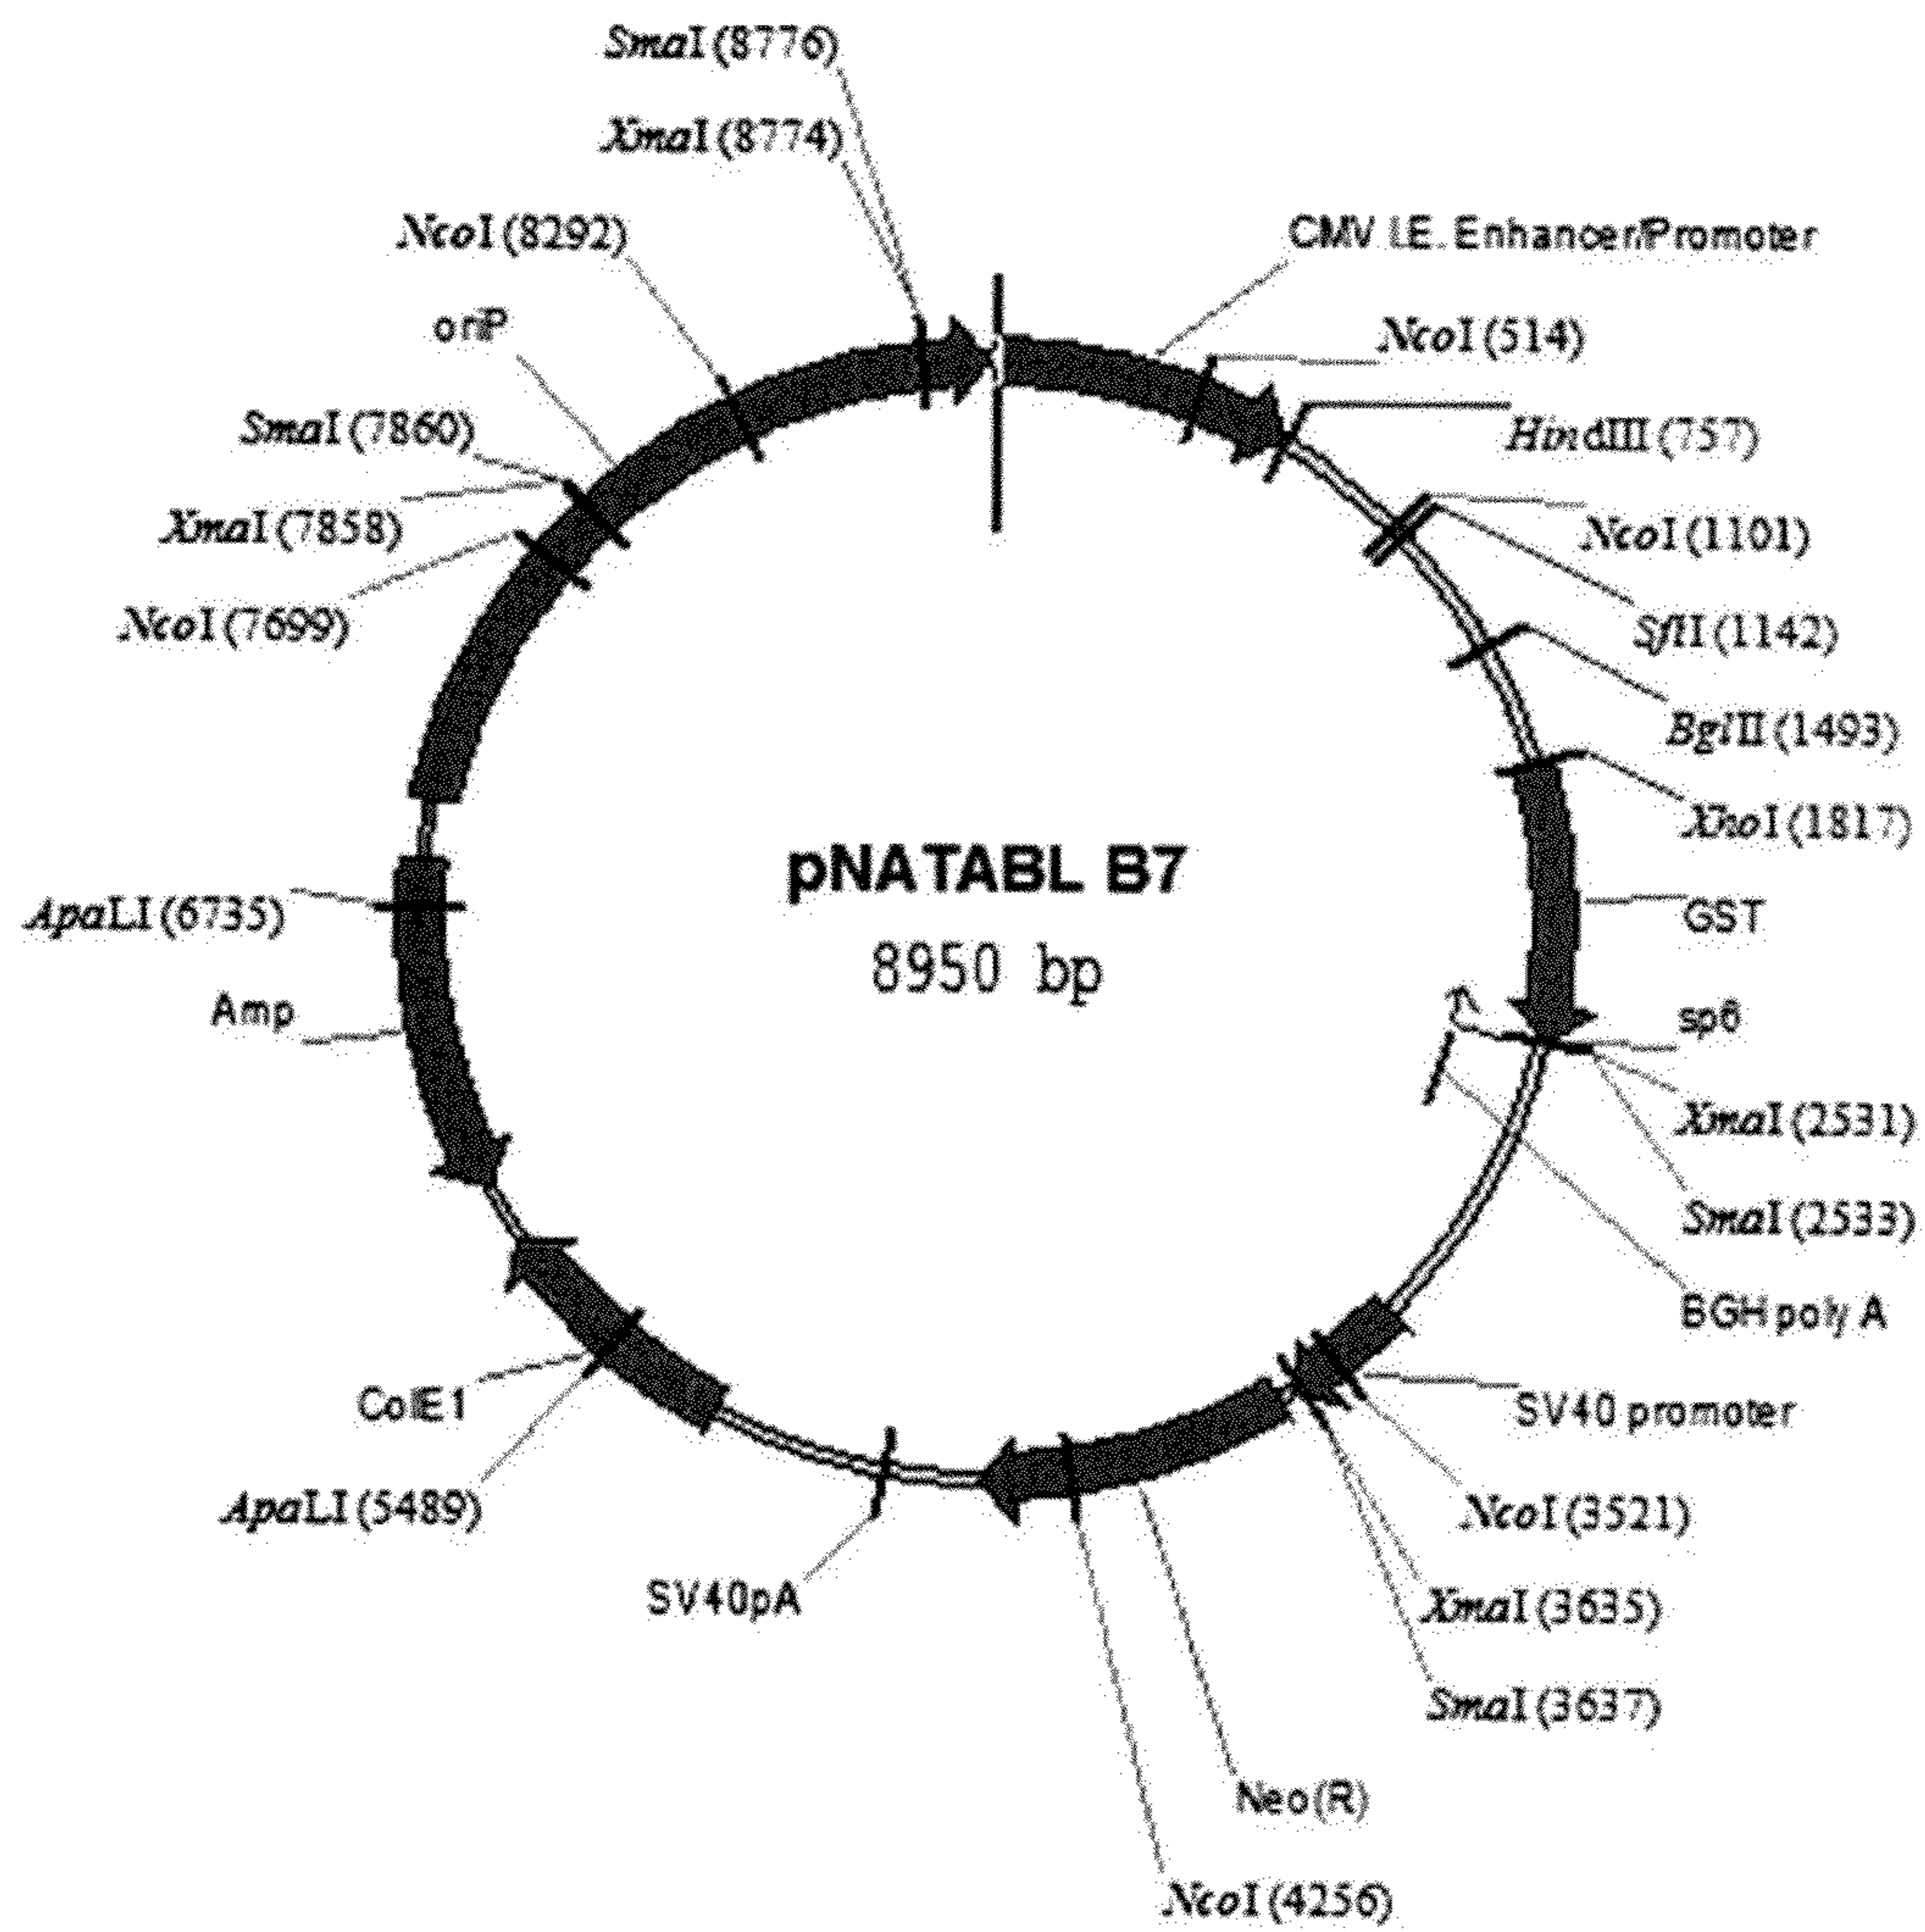 SmaI (8776)
XmaI (8774)
NcoI (8292)
CMV I.E. Enhancer/Promoter
oriP
NcoI (514)
SmaI (7860)
HindIII (757)
XmaI (7858)
NcoI (1101)
NcoI (7699)
SfiI (1142)
BglII (1493)
XhoI (1817)
pNATABL B7
8950 bp
ApaLI (6735)
GST
Amp
sp6
XmaI (2531)
SmaI (2533)
BGH poly A
ColE1
SV40 promoter
ApaLI (5489)
NcoI (3521)
SV40pA
XmaI (3635)
SmaI (3637)
Neo (R)
NcoI (4256)